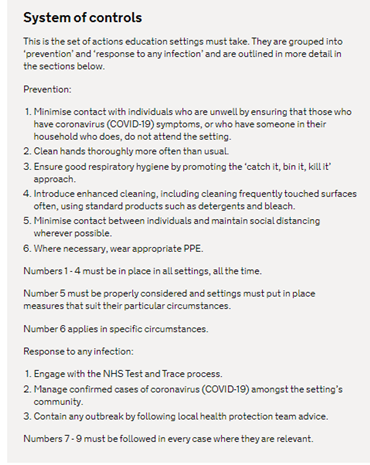 System of controls
This is the set of actions education settings must take. They are grouped into
‘prevention’ and ‘response to any infection’ and are outlined in more detail in
the sections below.
Prevention:
1. Minimise contact with individuals who are unwell by ensuring that those who
have coronavirus (COVID-19) symptoms, or who have someone in their
household who does, do not attend the setting.
2. Clean hands thoroughly more often than usual.
3. Ensure good respiratory hygiene by promoting the ‘catch it, bin it, kill it’
approach.
4. Introduce enhanced cleaning, including cleaning frequently touched surfaces
often, using standard products such as detergents and bleach.
5. Minimise contact between individuals and maintain social distancing
wherever possible.
6. Where necessary, wear appropriate PPE.
Numbers 1 - 4 must be in place in all settings, all the time.
Number 5 must be properly considered and settings must put in place
measures that suit their particular circumstances.
Number 6 applies in specific circumstances.
Response to any infection:
1. Engage with the NHS Test and Trace process.
2. Manage confirmed cases of coronavirus (COVID-19) amongst the setting’s
community.
3. Contain any outbreak by following local health protection team advice.
Numbers 7 - 9 must be followed in every case where they are relevant.